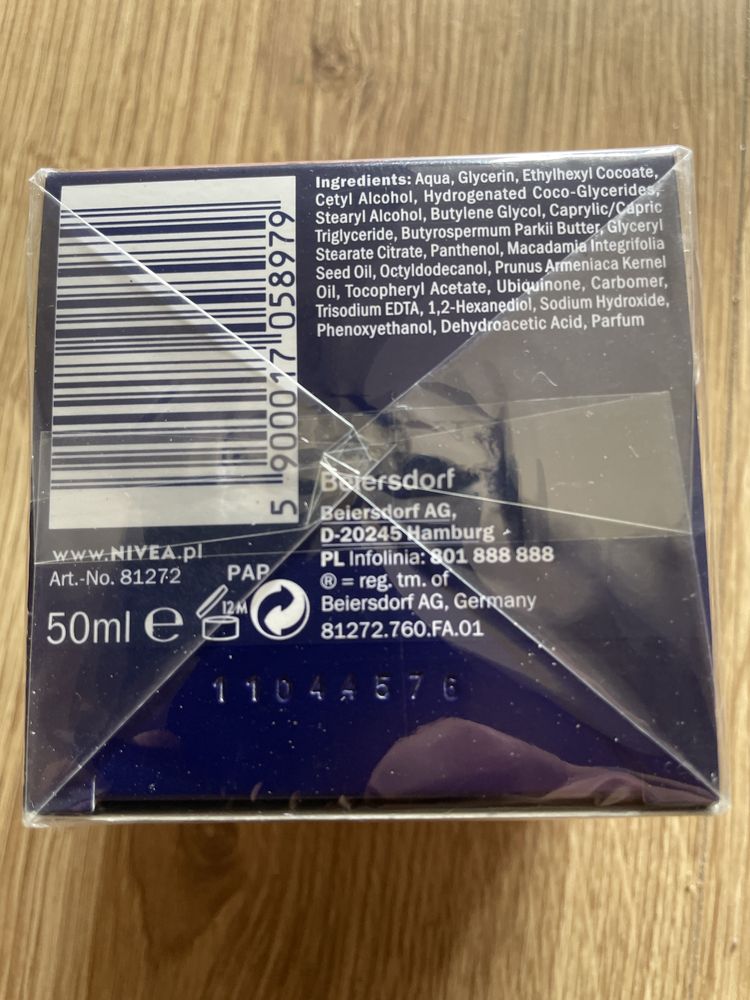 Ingredients: Aqua, Glycerin, Ethylhexyl Cocoate,
Cetyl Alcohol, Hydrogenated Coco-Glycerides,
Stearyl Alcohol, Butylene Glycol, Caprylic/Capric
Triglyceride, Butyrospermum Parkii Butter, Glyceryl
Stearate Citrate, Panthenol, Macadamia Integrifolia
Seed Oil, Octyldodecanol, Prunus Armeniaca Kernel
Oil, Tocopheryl Acetate, Ubiquinone, Carbomer,
Trisodium EDTA, 1,2-Hexanediol, Sodium Hydroxide,
Phenoxyethanol, Dehydroacetic Acid, Parfum
5 900017 058979
Beiersdorf
Beiersdorf AG,
D-20245 Hamburg
PL Infolinia: 801 888 888
® = reg. tm. of
Beiersdorf AG, Germany
81272.760.FA.01
www.NIVEA.pl
Art.-No. 81272
PAP
12M
50ml e
11044576